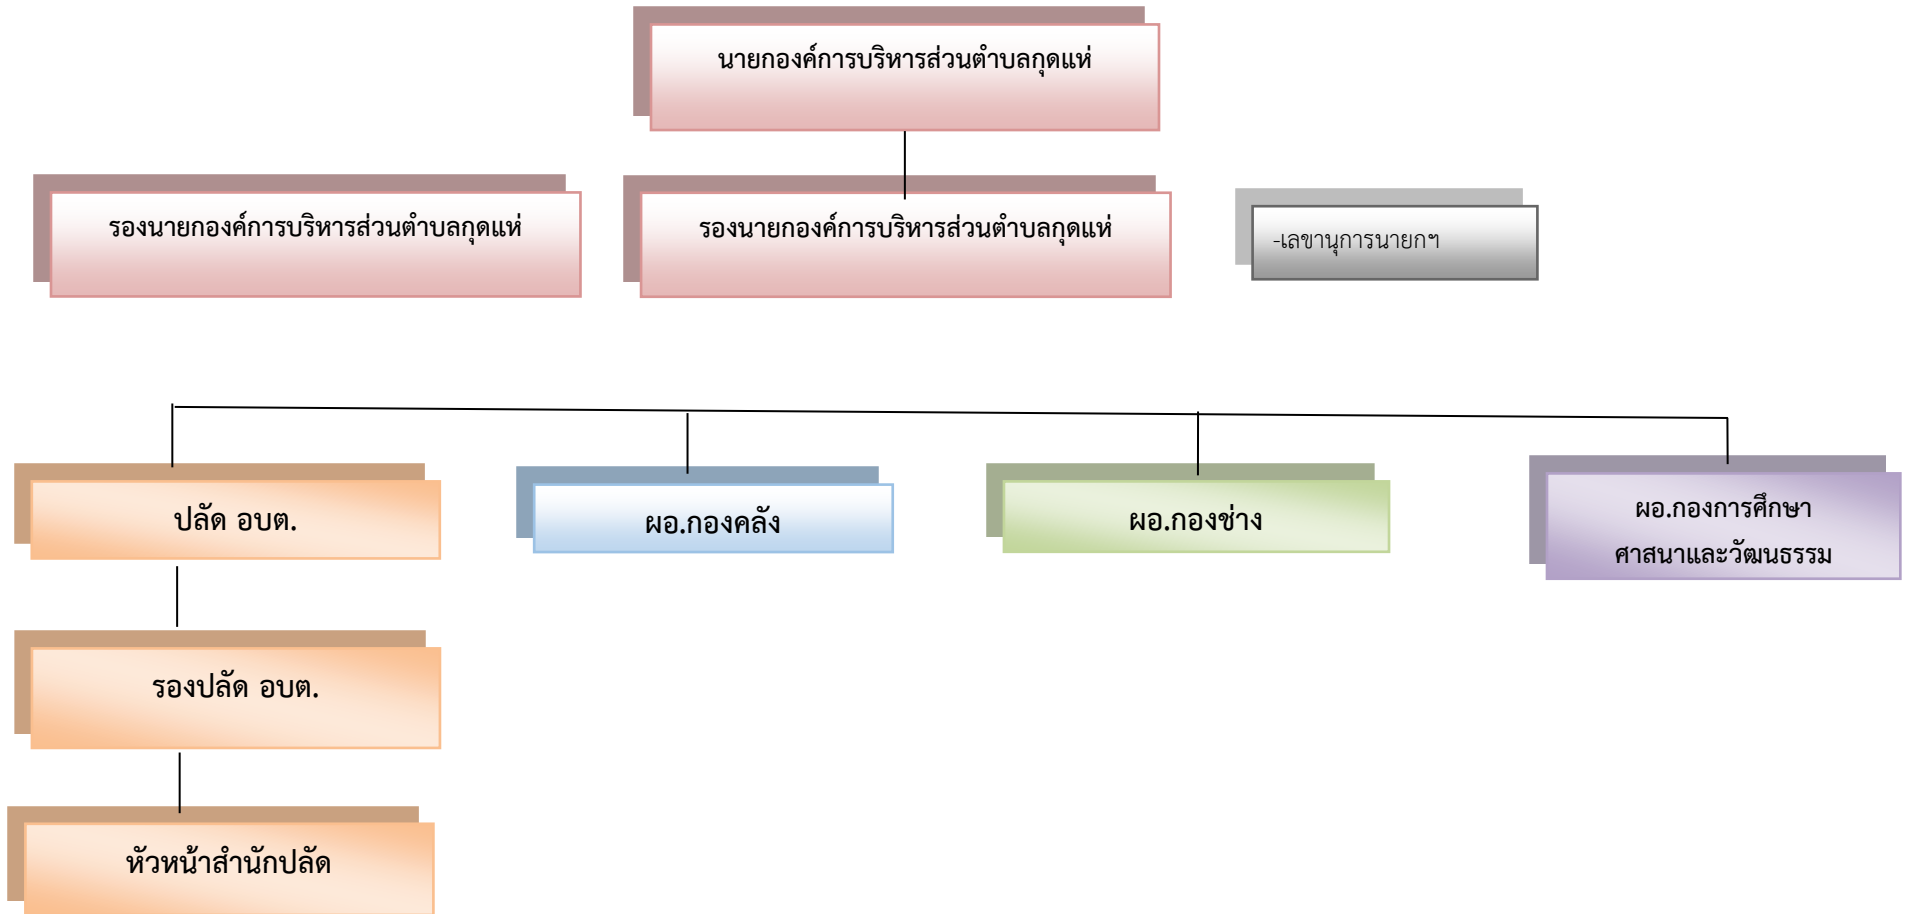 นายกองค์การบริหารส่วนตำบลกุดแห่
รองนายกองค์การบริหารส่วนตำบลกุดแห่
รองนายกองค์การบริหารส่วนตำบลกุดแห่
-เลขานุการนายกฯ
ปลัด อบต.
ผอ.กองคลัง
ผอ.กองช่าง
ผอ.กองการศึกษา
ศาสนาและวัฒนธรรม
รองปลัด อบต.
หัวหน้าสำนักปลัด